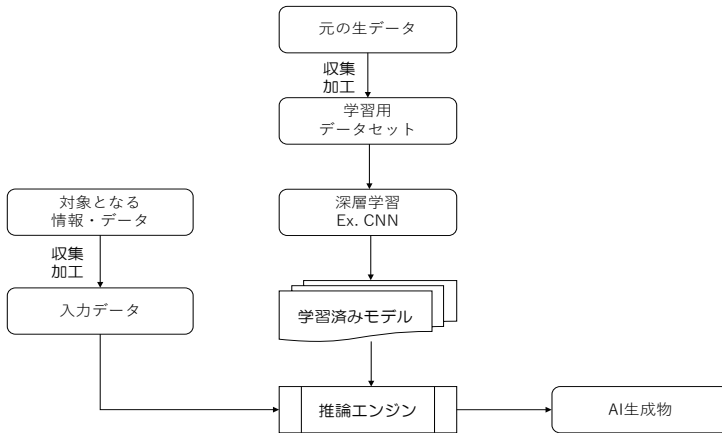 元の生データ
収集
加工
学習用
データセット
深層学習
Ex. CNN
対象となる
情報・データ
収集
加工
入力データ
学習済みモデル
推論エンジン
AI生成物